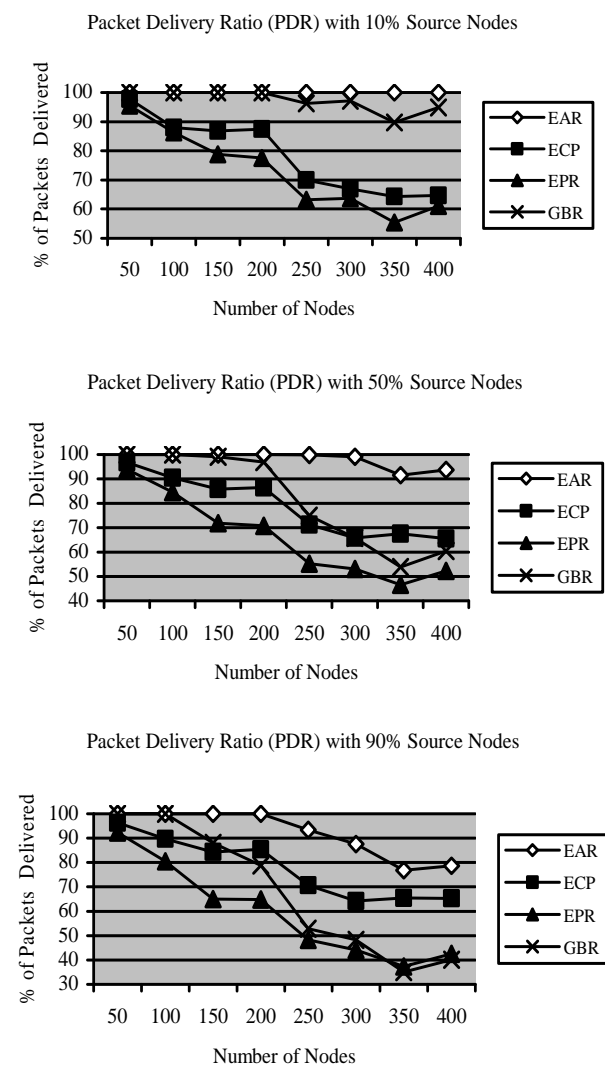 Packet Delivery Ratio (PDR) with 10% Source Nodes
% of Packets Delivered
100
90
80
70
60
50
50 100 150 200 250 300 350 400
Number of Nodes
EAR
ECP
EPR
GBR
Packet Delivery Ratio (PDR) with 50% Source Nodes
% of Packets Delivered
100
90
80
70
60
50
40
50 100 150 200 250 300 350 400
Number of Nodes
EAR
ECP
EPR
GBR
Packet Delivery Ratio (PDR) with 90% Source Nodes
% of Packets Delivered
100
90
80
70
60
50
40
30
50 100 150 200 250 300 350 400
Number of Nodes
EAR
ECP
EPR
GBR